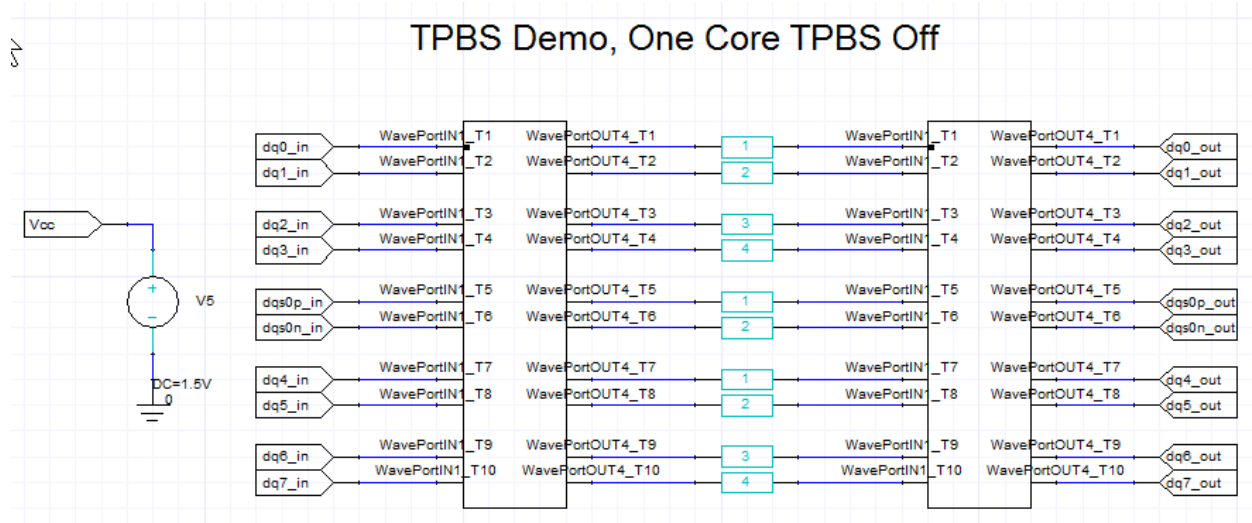 TPBS Demo, One Core TPBS Off
dq0_in WavePortIN1_T1 WavePortOUT4_T1 1 WavePortIN1_T1 WavePortOUT4_T1 dq0_out
dq1_in WavePortIN1_T2 WavePortOUT4_T2 2 WavePortIN1_T2 WavePortOUT4_T2 dq1_out
Vcc dq2_in WavePortIN1_T3 WavePortOUT4_T3 3 WavePortIN1_T3 WavePortOUT4_T3 dq2_out
dq3_in WavePortIN1_T4 WavePortOUT4_T4 4 WavePortIN1_T4 WavePortOUT4_T4 dq3_out
V5 dqs0p_in WavePortIN1_T5 WavePortOUT4_T5 1 WavePortIN1_T5 WavePortOUT4_T5 dqs0p_out
dqs0n_in WavePortIN1_T6 WavePortOUT4_T6 2 WavePortIN1_T6 WavePortOUT4_T6 dqs0n_out
DC=1.5V dq4_in WavePortIN1_T7 WavePortOUT4_T7 1 WavePortIN1_T7 WavePortOUT4_T7 dq4_out
0 dq5_in WavePortIN1_T8 WavePortOUT4_T8 2 WavePortIN1_T8 WavePortOUT4_T8 dq5_out
dq6_in WavePortIN1_T9 WavePortOUT4_T9 3 WavePortIN1_T9 WavePortOUT4_T9 dq6_out
dq7_in WavePortIN1_T10 WavePortOUT4_T10 4 WavePortIN1_T10 WavePortOUT4_T10 dq7_out